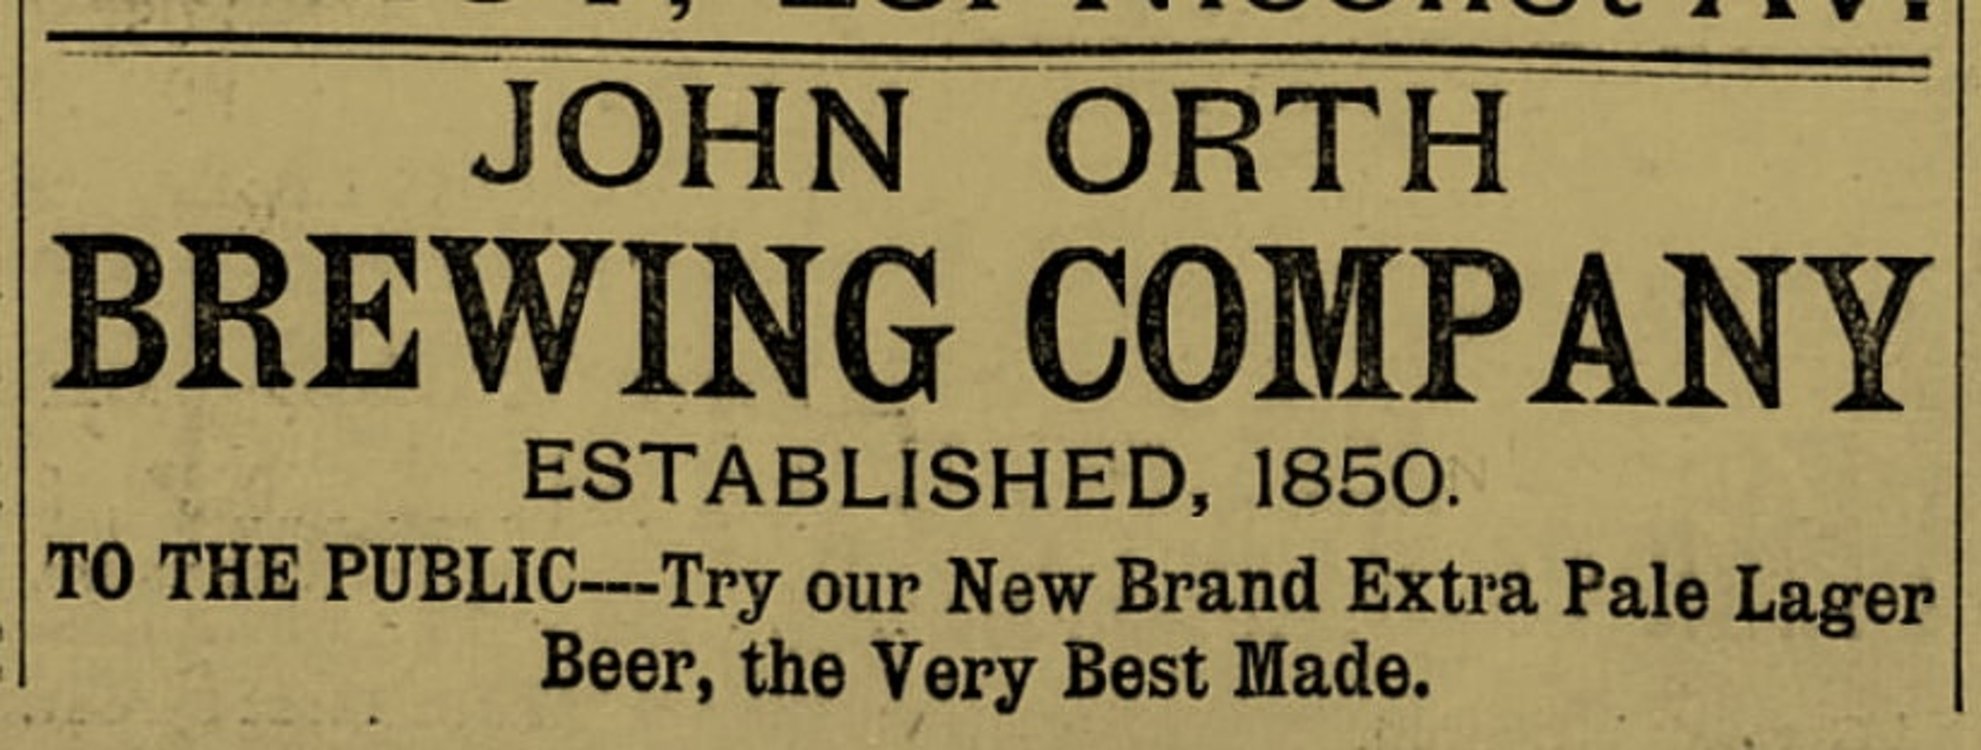 JOHN ORTH
BREWING COMPANY
ESTABLISHED, 1850.
TO THE PUBLIC---Try our New Brand Extra Pale Lager
Beer, the Very Best Made.